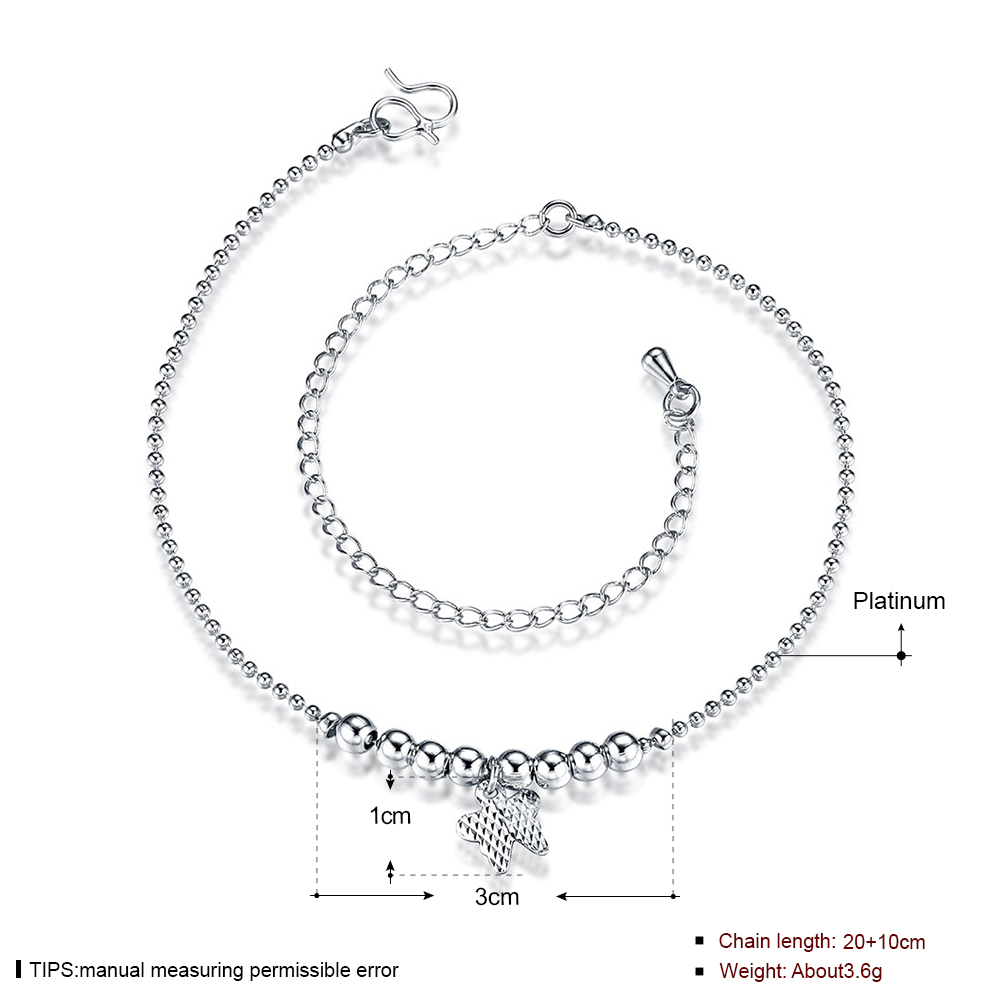 Platinum
1cm
3cm
Chain length: 20+10cm
TIPS:manual measuring permissible error
Weight: About3.6g